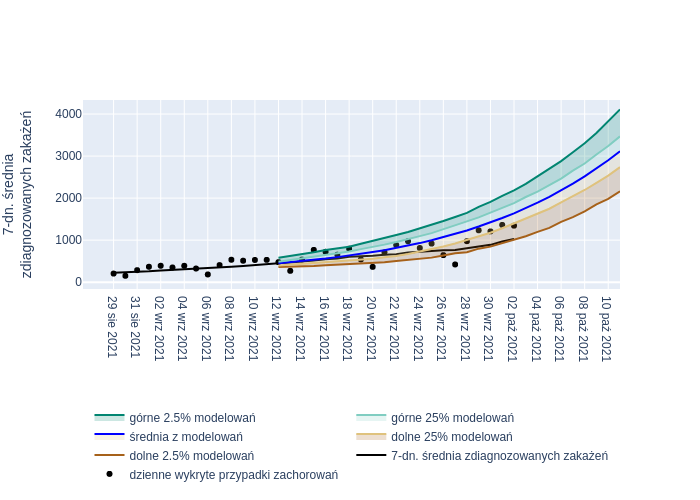 7-dn. średnia
zdiagnozowanych zakażeń
4000
3000
2000
1000
0
29 sie 2021
31 sie 2021
02 wrz 2021
04 wrz 2021
06 wrz 2021
08 wrz 2021
10 wrz 2021
12 wrz 2021
14 wrz 2021
16 wrz 2021
18 wrz 2021
20 wrz 2021
22 wrz 2021
24 wrz 2021
26 wrz 2021
28 wrz 2021
30 wrz 2021
02 paź 2021
04 paź 2021
06 paź 2021
08 paź 2021
10 paź 2021
górne 2.5% modelowań
górne 25% modelowań
średnia z modelowań
dolne 25% modelowań
dolne 2.5% modelowań
7-dn. średnia zdiagnozowanych zakażeń
dzienne wykryte przypadki zachorowań